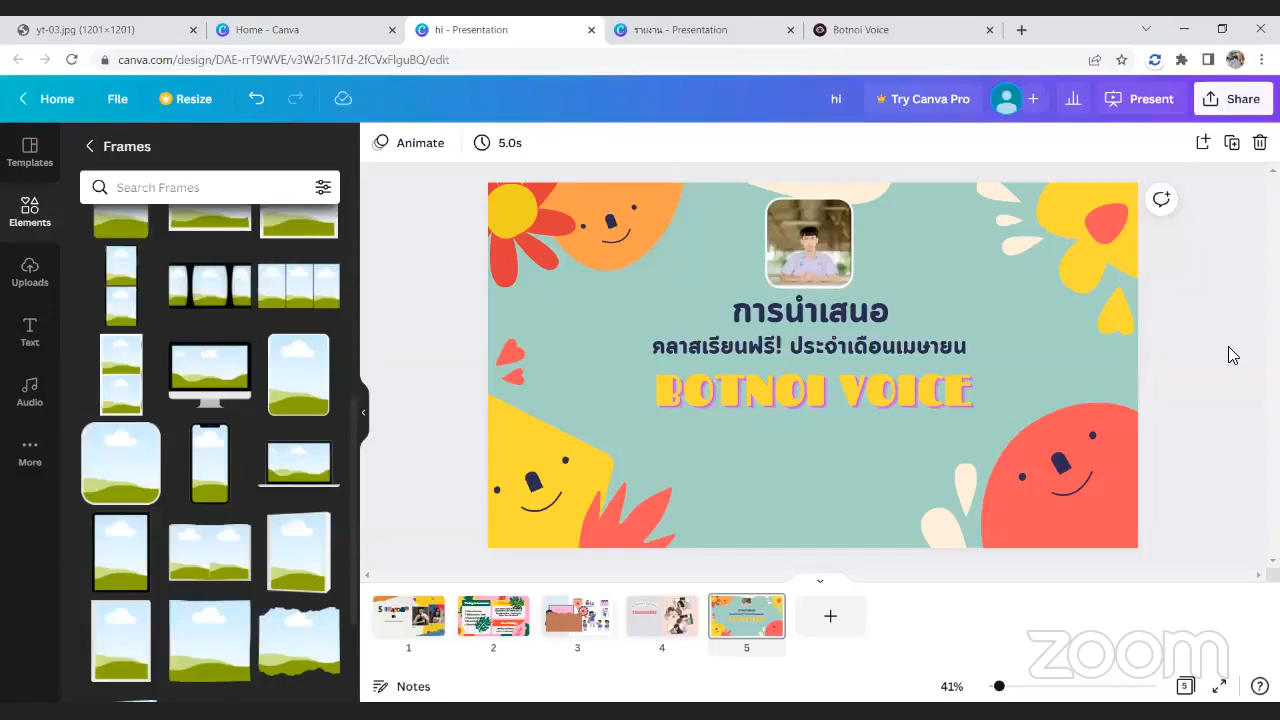 yt-03.jpg (1201×1201)
Home - Canva
hi - Presentation
รายงาน - Presentation
Botnoi Voice
canva.com/design/DAE-rrT9WVE/v3W2r51I7d-2fCVxFlguBQ/edit
Home
File
Resize
hi
Try Canva Pro
Present
Share
Templates
Elements
Uploads
Text
Audio
More
Frames
Search Frames
Animate
5.0s
การนำเสนอ
คลาสเรียนฟรี! ประจำเดือนเมษายน
BOTNOI VOICE
1
2
3
4
5
Notes
41%
5
zoom